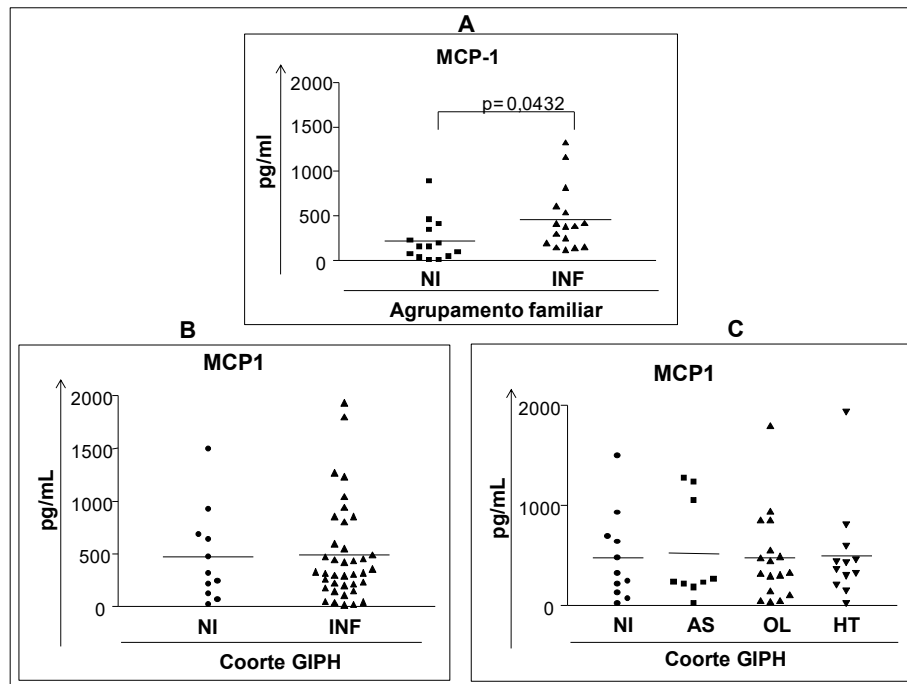 A
MCP-1
pg/ml
2000
1500
1000
500
0
p=0,0432
NI INF
Agrupamento familiar
B
MCP1
pg/mL
2000
1500
1000
500
0
NI INF
Coorte GIPH
C
MCP1
pg/mL
2000
1000
0
NI AS OL HT
Coorte GIPH